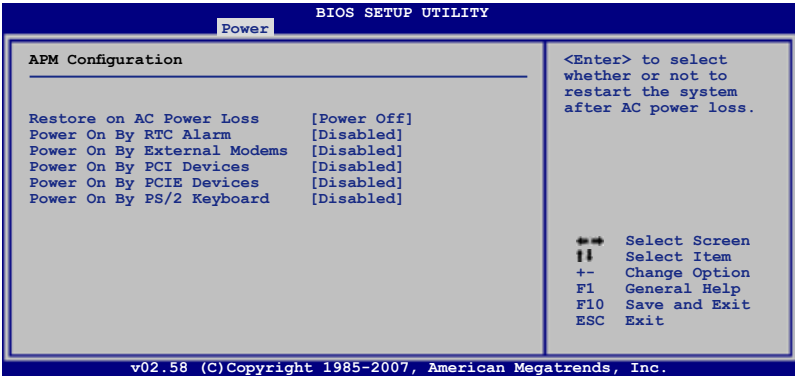 BIOS SETUP UTILITY
Power
APM Configuration
Restore on AC Power Loss [Power Off]
Power On By RTC Alarm [Disabled]
Power On By External Modems [Disabled]
Power On By PCI Devices [Disabled]
Power On By PCIE Devices [Disabled]
Power On By PS/2 Keyboard [Disabled]
<Enter> to select
whether or not to
restart the system
after AC power loss.
←→ Select Screen
↑↓ Select Item
+- Change Option
F1 General Help
F10 Save and Exit
ESC Exit
v02.58 (C)Copyright 1985-2007, American Megatrends, Inc.